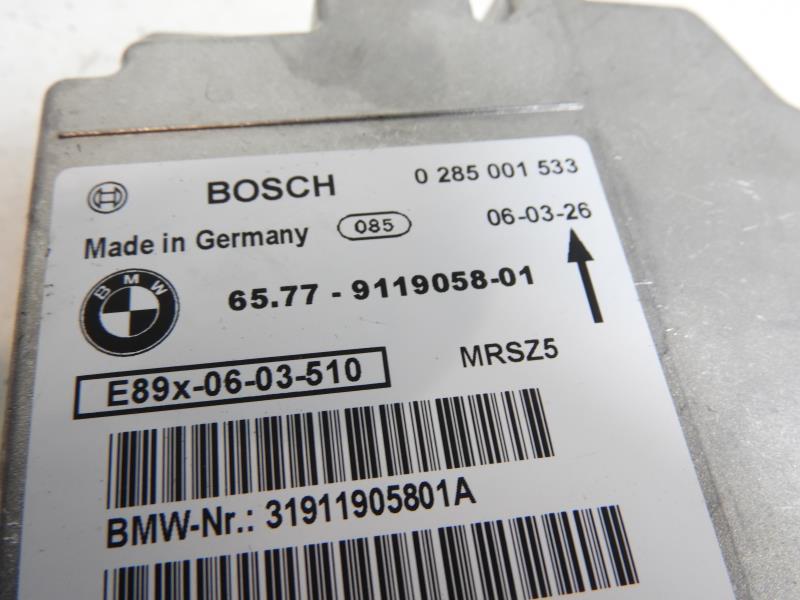 BOSCH 0 285 001 533
Made in Germany 085 06-03-26
BMW 65.77 - 9119058-01
E89x-06-03-510 MRSZ5
BMW-Nr.: 31911905801A